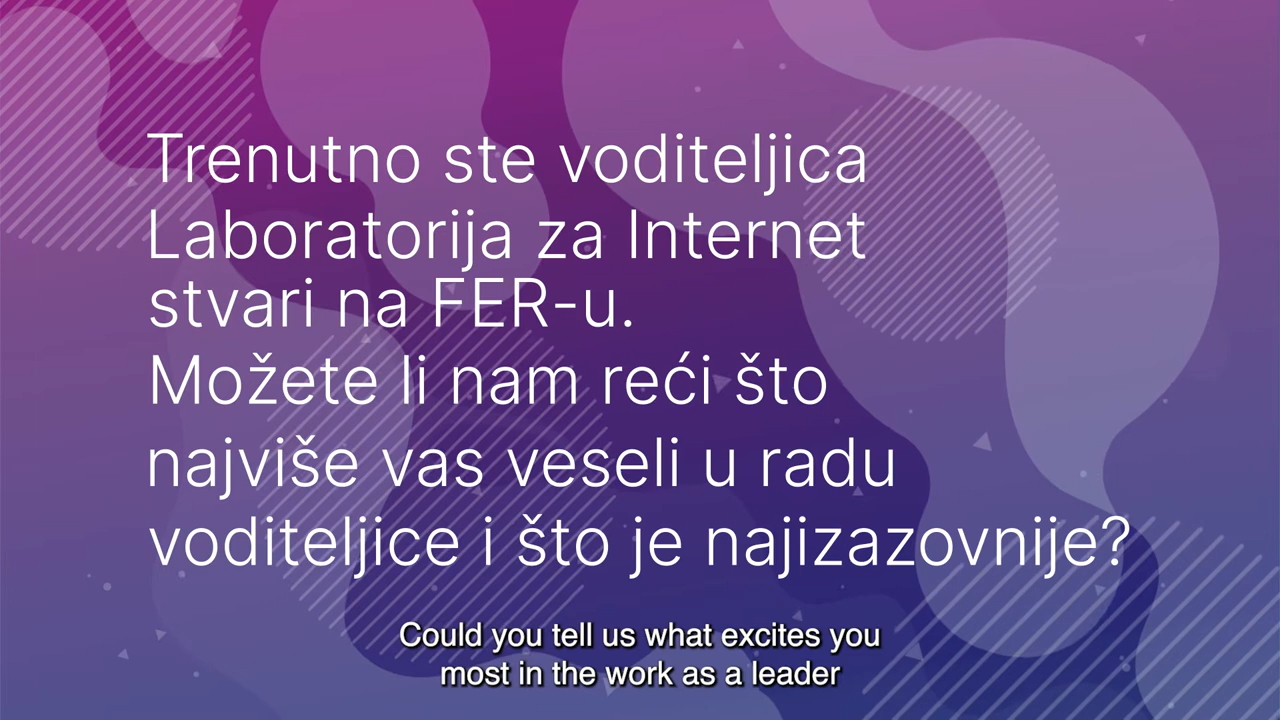 Trenutno ste voditeljica
Laboratorija za Internet
stvari na FER-u.
Možete li nam reći što
najviše vas veseli u radu
voditeljice i što je najizazovnije?
Could you tell us what excites you
most in the work as a leader